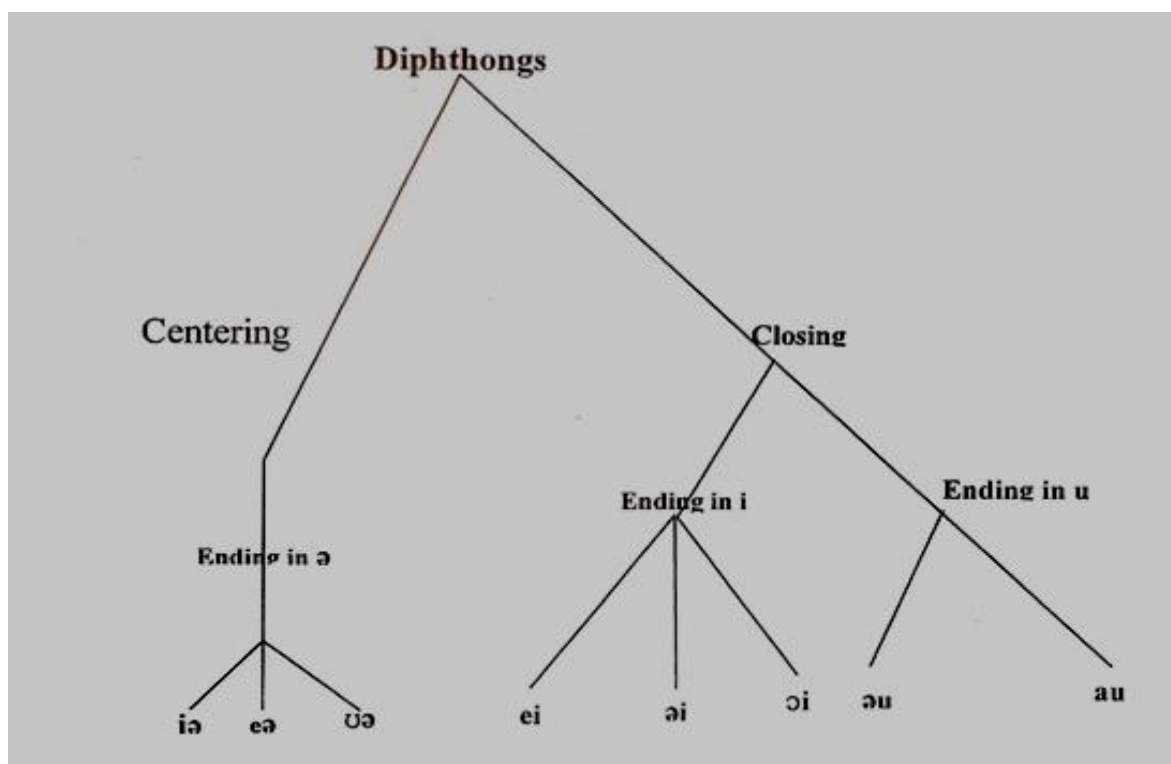 Diphthongs
Centering
Closing
Ending in i
Ending in u
Ending in ə
iə
eə
ʊə
ei
əi
ɔi
əu
au